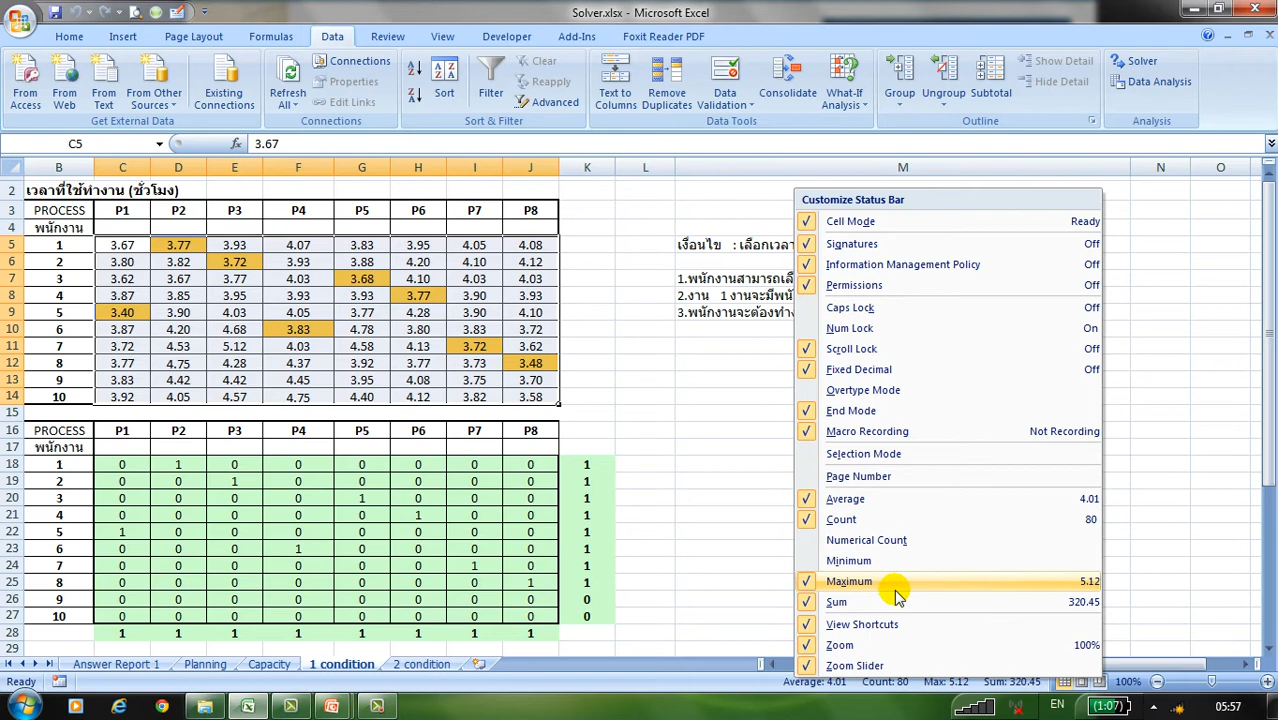 Solver.xlsx - Microsoft Excel
Home Insert Page Layout Formulas Data Review View Developer Add-Ins Foxit Reader PDF
From Access From Web From Text From Other Sources Existing Connections Refresh All Connections Properties Edit Links Sort Filter Clear Reapply Advanced Text to Columns Remove Duplicates Data Validation Consolidate What-If Analysis Group Ungroup Subtotal Show Detail Hide Detail Solver Data Analysis
Get External Data Connections Sort & Filter Data Tools Outline Analysis
C5 fx 3.67
B C D E F G H I J K L M N O
2 เวลาที่ใช้ทำงาน (ชั่วโมง)
3 PROCESS P1 P2 P3 P4 P5 P6 P7 P8
4 พนักงาน
5 1 3.67 3.77 3.93 4.07 3.83 3.95 4.05 4.08 เงื่อนไข : เลือกเวลา
6 2 3.80 3.82 3.72 3.93 3.88 4.20 4.10 4.12
7 3 3.62 3.67 3.77 4.03 3.68 4.10 4.03 4.03 1.พนักงานสามารถเลื
8 4 3.87 3.85 3.95 3.93 3.93 3.77 3.90 3.93 2.งาน 1 งานจะมีพนั
9 5 3.40 3.90 4.03 4.05 3.77 4.28 3.90 4.10 3.พนักงานจะต้องทำง
10 6 3.87 4.20 4.68 3.83 4.78 3.80 3.83 3.72
11 7 3.72 4.53 5.12 4.03 4.58 4.13 3.72 3.62
12 8 3.77 4.75 4.28 4.37 3.92 3.77 3.73 3.48
13 9 3.83 4.42 4.42 4.45 3.95 4.08 3.75 3.70
14 10 3.92 4.05 4.57 4.75 4.40 4.12 3.82 3.58
15
16 PROCESS P1 P2 P3 P4 P5 P6 P7 P8
17 พนักงาน
18 1 0 1 0 0 0 0 0 0 1
19 2 0 0 1 0 0 0 0 0 1
20 3 0 0 0 0 1 0 0 0 1
21 4 0 0 0 0 0 1 0 0 1
22 5 1 0 0 0 0 0 0 0 1
23 6 0 0 0 1 0 0 0 0 1
24 7 0 0 0 0 0 0 1 0 1
25 8 0 0 0 0 0 0 0 1 1
26 9 0 0 0 0 0 0 0 0 0
27 10 0 0 0 0 0 0 0 0 0
28 1 1 1 1 1 1 1 1
29
Customize Status Bar
Cell Mode Ready
Signatures Off
Information Management Policy Off
Permissions Off
Caps Lock Off
Num Lock On
Scroll Lock Off
Fixed Decimal Off
Overtype Mode
End Mode Off
Macro Recording Not Recording
Selection Mode
Page Number
Average 4.01
Count 80
Numerical Count
Minimum
Maximum 5.12
Sum 320.45
View Shortcuts
Zoom 100%
Zoom Slider
Answer Report 1 Planning Capacity 1 condition 2 condition
Ready Average: 4.01 Count: 80 Max: 5.12 Sum: 320.45 100%
EN (1:07) 05:57